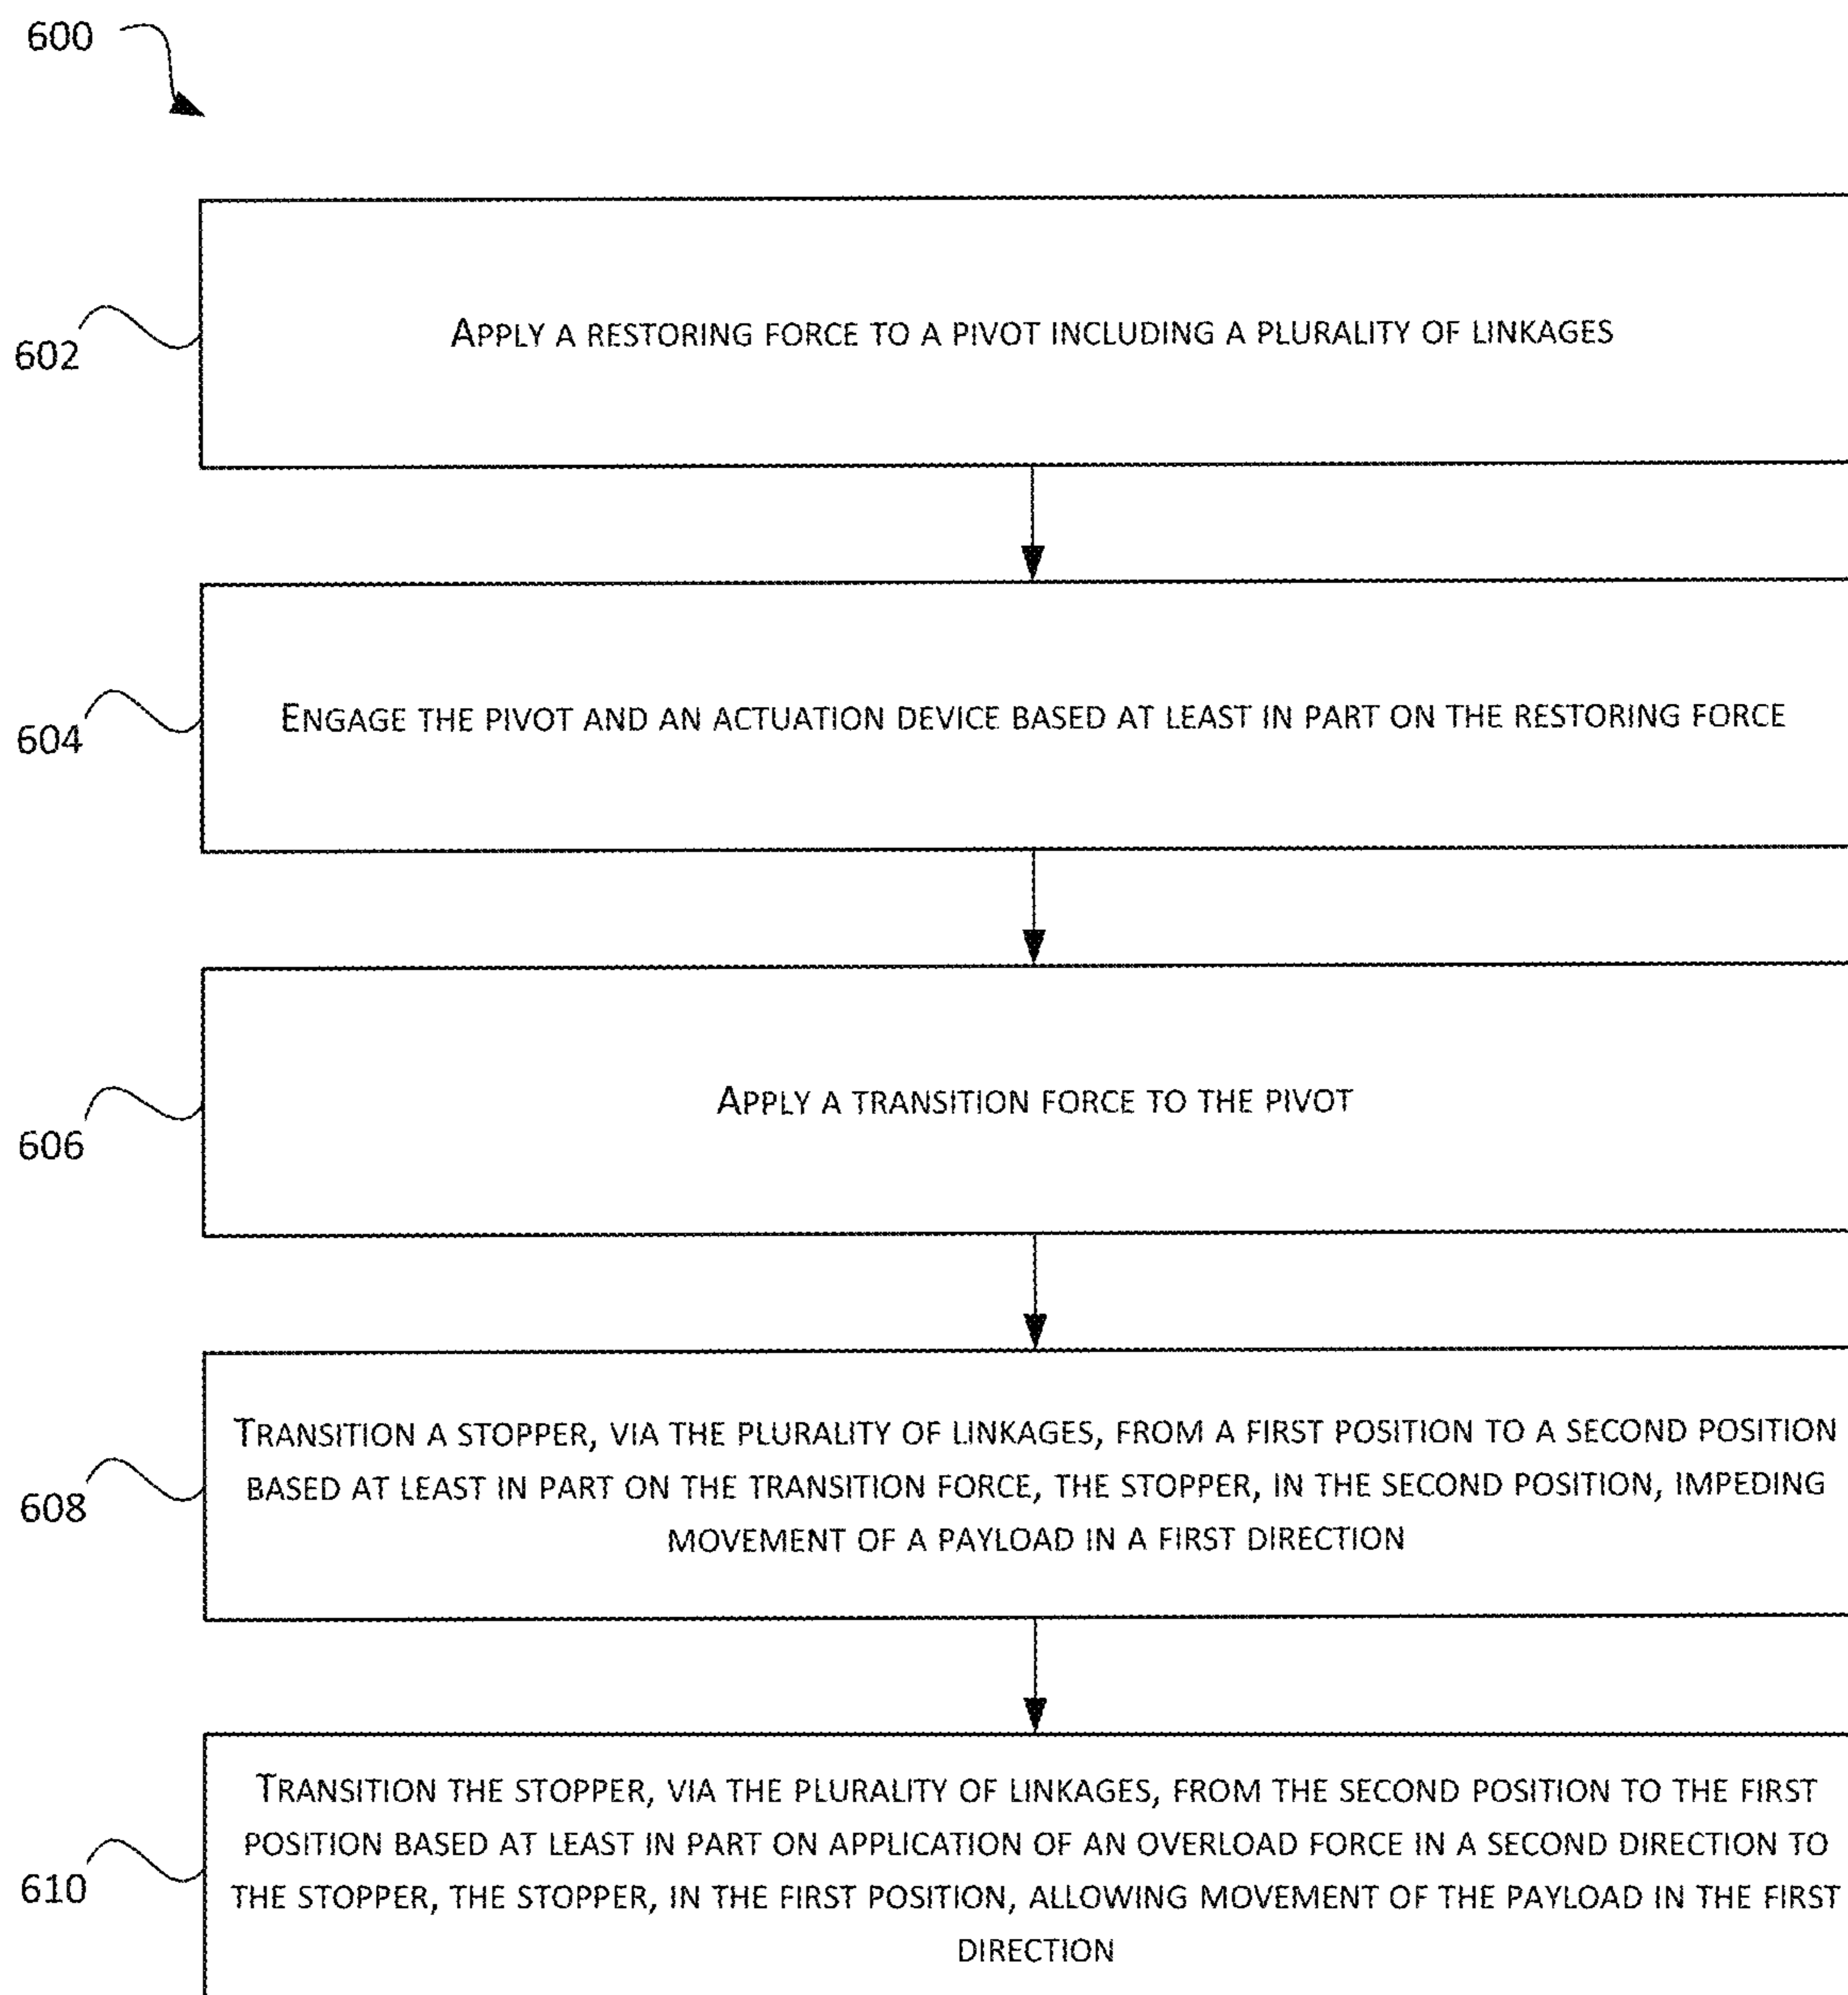 600
602
APPLY A RESTORING FORCE TO A PIVOT INCLUDING A PLURALITY OF LINKAGES
604
ENGAGE THE PIVOT AND AN ACTUATION DEVICE BASED AT LEAST IN PART ON THE RESTORING FORCE
606
APPLY A TRANSITION FORCE TO THE PIVOT
608
TRANSITION A STOPPER, VIA THE PLURALITY OF LINKAGES, FROM A FIRST POSITION TO A SECOND POSITION
BASED AT LEAST IN PART ON THE TRANSITION FORCE, THE STOPPER, IN THE SECOND POSITION, IMPEDING
MOVEMENT OF A PAYLOAD IN A FIRST DIRECTION
610
TRANSITION THE STOPPER, VIA THE PLURALITY OF LINKAGES, FROM THE SECOND POSITION TO THE FIRST
POSITION BASED AT LEAST IN PART ON APPLICATION OF AN OVERLOAD FORCE IN A SECOND DIRECTION TO
THE STOPPER, THE STOPPER, IN THE FIRST POSITION, ALLOWING MOVEMENT OF THE PAYLOAD IN THE FIRST
DIRECTION